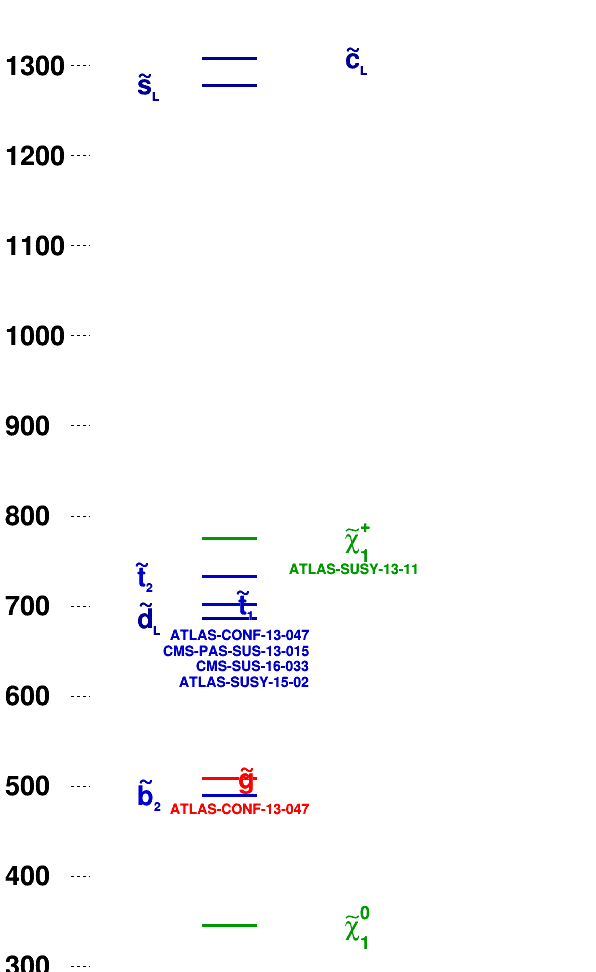 1300
c̃L
s̃L
1200
1100
1000
900
800
χ̃1+
ATLAS-SUSY-13-11
t̃2
700
t̃1
d̃L
ATLAS-CONF-13-047
CMS-PAS-SUS-13-015
CMS-SUS-16-033
ATLAS-SUSY-15-02
600
500
g̃
b̃2
ATLAS-CONF-13-047
400
χ̃10
300